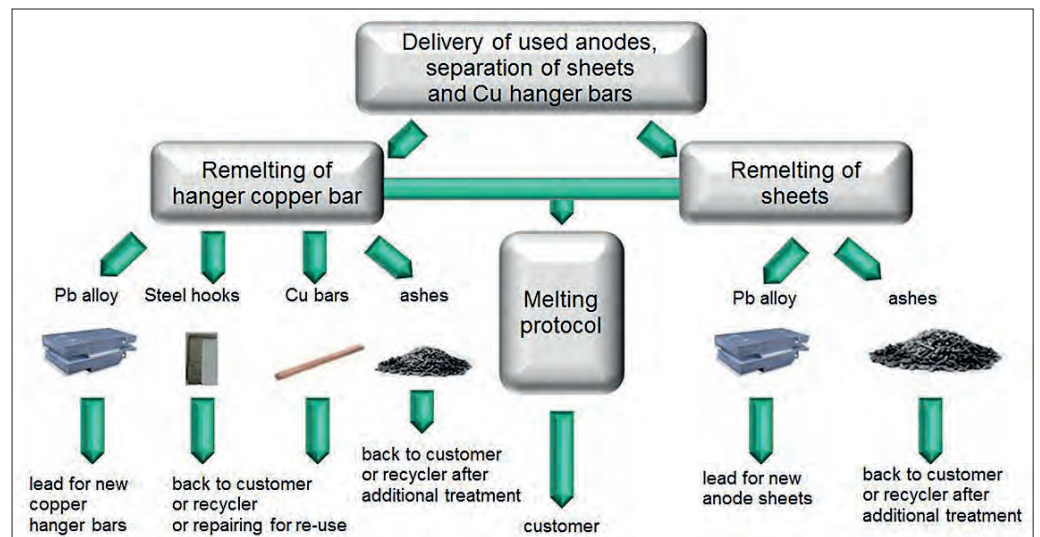 Delivery of used anodes,
separation of sheets
and Cu hanger bars
Remelting of
hanger copper bar
Remelting of
sheets
Pb alloy
Steel hooks
Cu bars
ashes
Melting
protocol
Pb alloy
ashes
lead for new
copper
hanger bars
back to customer
or recycler
or repairing for re-use
back to customer
or recycler after
additional treatment
customer
lead for new
anode sheets
back to customer
or recycler after
additional treatment